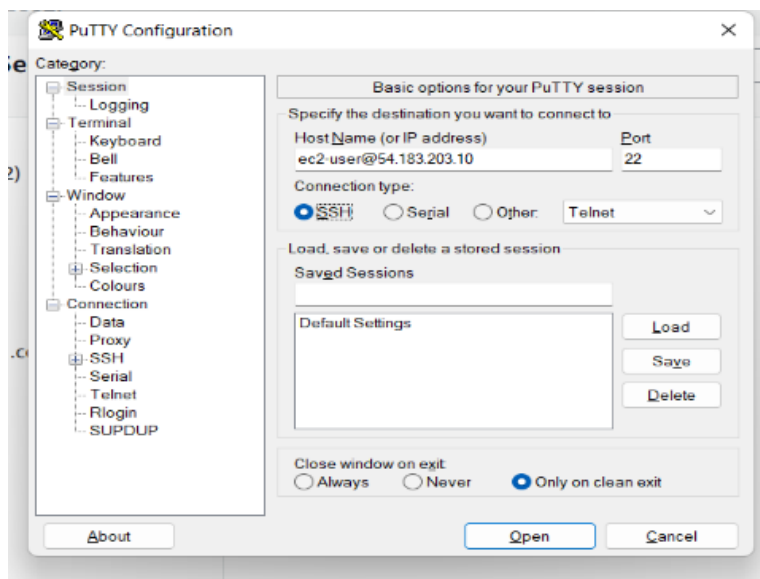 PuTTY Configuration
Category:
Session
Logging
Terminal
Keyboard
Bell
Features
Window
Appearance
Behaviour
Translation
Selection
Colours
Connection
Data
Proxy
SSH
Serial
Telnet
Rlogin
SUPDUP
Basic options for your PuTTY session
Specify the destination you want to connect to
Host Name (or IP address) Port
ec2-user@54.183.203.10 22
Connection type:
SSH Serial Other: Telnet
Load, save or delete a stored session
Saved Sessions
Default Settings
Load
Save
Delete
Close window on exit:
Always Never Only on clean exit
About Open Cancel